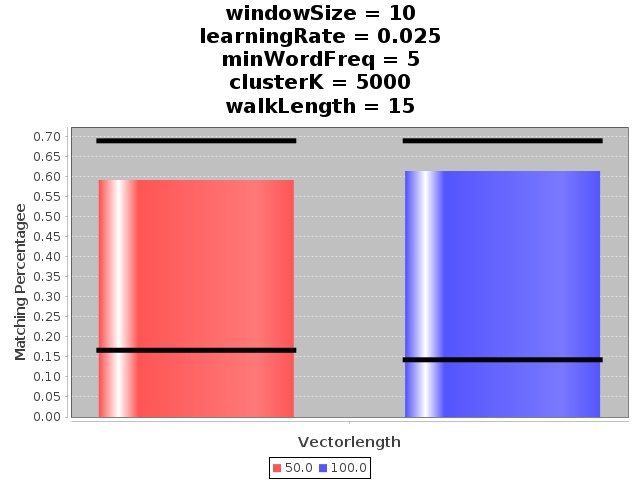 windowSize = 10
learningRate = 0.025
minWordFreq = 5
clusterK = 5000
walkLength = 15
0.70
0.65
0.60
0.55
0.50
0.45
0.40
0.35
0.30
0.25
0.20
0.15
0.10
0.05
0.00
Matching Percentagee
Vectorlength
50.0 100.0